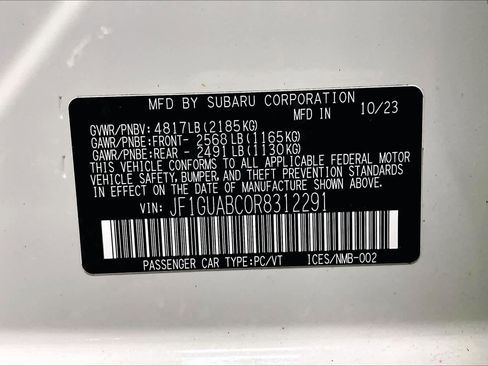 MFD BY SUBARU CORPORATION
MFD IN 10/23
GVWR/PNBV: 4817LB(2185KG)
GAWR/PNBE:FRONT- 2568LB(1165KG)
GAWR/PNBE:REAR - 2491LB(1130KG)
THIS VEHICLE CONFORMS TO ALL APPLICABLE FEDERAL MOTOR
VEHICLE SAFETY, BUMPER, AND THEFT PREVENTION STANDARDS
IN EFFECT ON THE DATE OF MANUFACTURE SHOWN ABOVE.
VIN: JF1GUABC0R8312291
PASSENGER CAR TYPE:PC/VT ICES/NMB-002